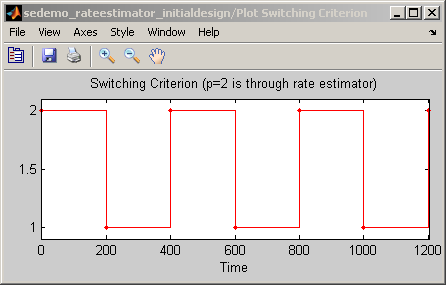 sedemo_rateestimator_initialdesign/Plot Switching Criterion
File View Axes Style Window Help
Switching Criterion (p=2 is through rate estimator)
2
1.5
1
0 200 400 600 800 1000 1200
Time